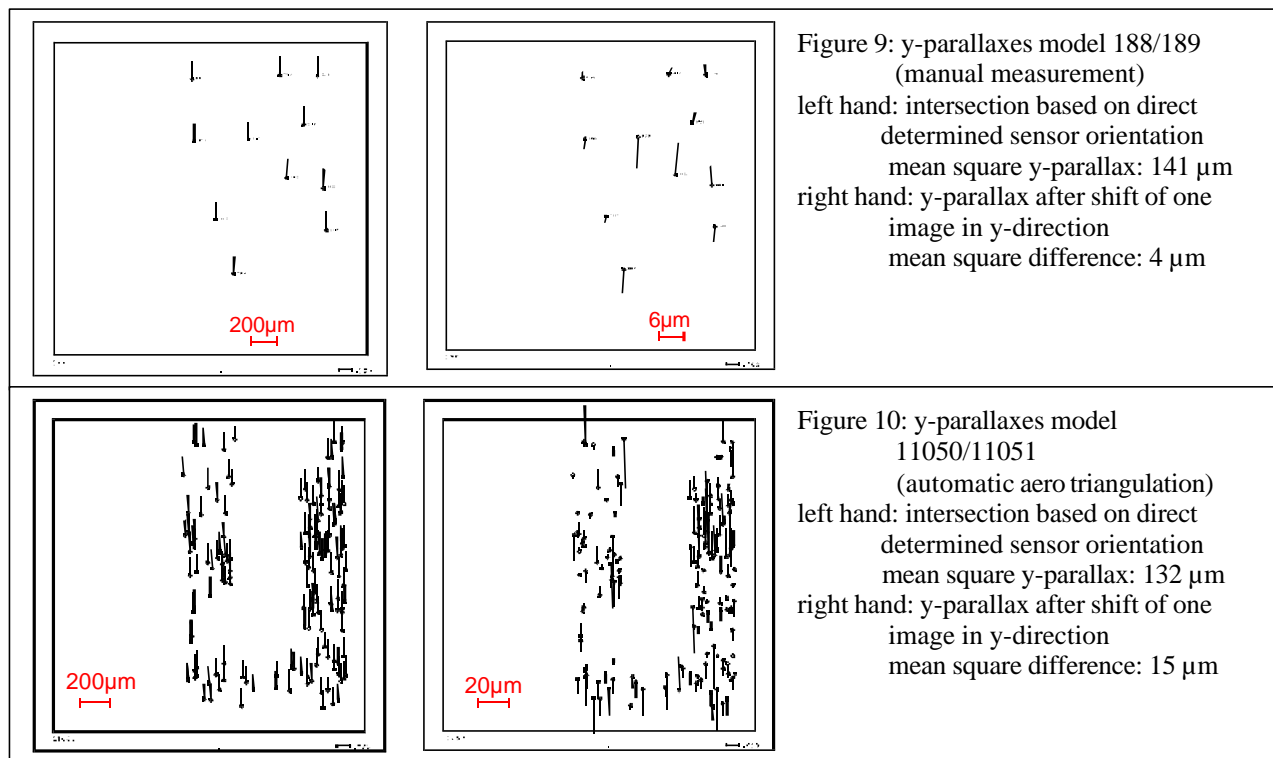 Figure 9: y-parallaxes model 188/189
(manual measurement)
left hand: intersection based on direct
determined sensor orientation
mean square y-parallax: 141 µm
right hand: y-parallax after shift of one
image in y-direction
mean square difference: 4 µm
200µm
6µm
Figure 10: y-parallaxes model
11050/11051
(automatic aero triangulation)
left hand: intersection based on direct
determined sensor orientation
mean square y-parallax: 132 µm
right hand: y-parallax after shift of one
image in y-direction
mean square difference: 15 µm
200µm
20µm